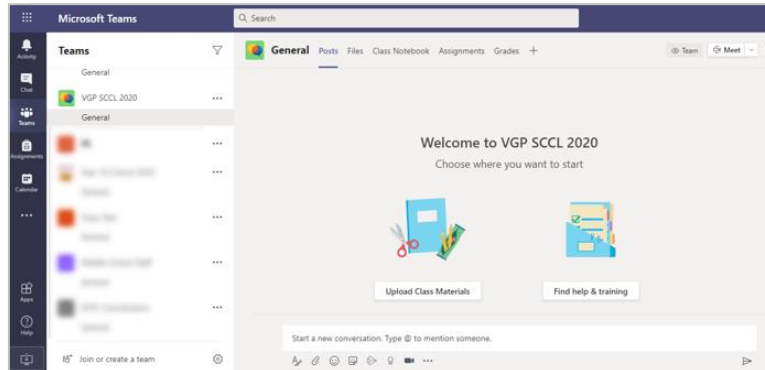 Microsoft Teams
Search
Activity
Chat
Teams
Assignments
Calendar
Apps
Help
Teams
General
VGP SCCL 2020
General
Join or create a team
General Posts Files Class Notebook Assignments Grades
Team
Meet
Welcome to VGP SCCL 2020
Choose where you want to start
Upload Class Materials
Find help & training
Start a new conversation. Type @ to mention someone.